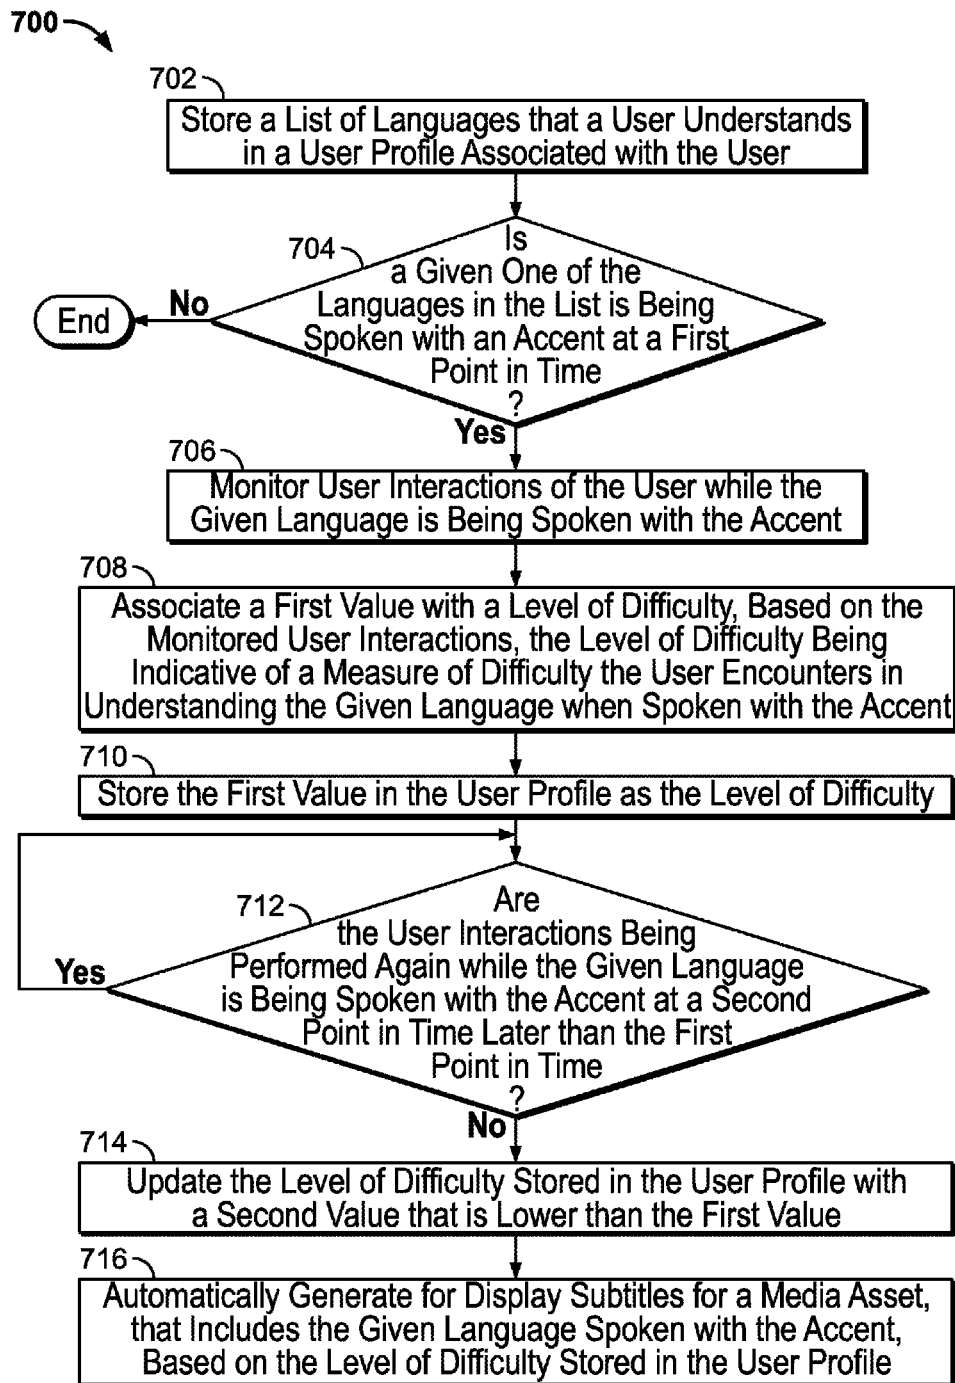 700
702
Store a List of Languages that a User Understands
in a User Profile Associated with the User
704
Is
a Given One of the
Languages in the List is Being
Spoken with an Accent at a First
Point in Time
?
No
End
Yes
706
Monitor User Interactions of the User while the
Given Language is Being Spoken with the Accent
708
Associate a First Value with a Level of Difficulty, Based on the
Monitored User Interactions, the Level of Difficulty Being
Indicative of a Measure of Difficulty the User Encounters in
Understanding the Given Language when Spoken with the Accent
710
Store the First Value in the User Profile as the Level of Difficulty
712
Are
the User Interactions Being
Performed Again while the Given Language
is Being Spoken with the Accent at a Second
Point in Time Later than the First
Point in Time
?
Yes
No
714
Update the Level of Difficulty Stored in the User Profile with
a Second Value that is Lower than the First Value
716
Automatically Generate for Display Subtitles for a Media Asset,
that Includes the Given Language Spoken with the Accent,
Based on the Level of Difficulty Stored in the User Profile